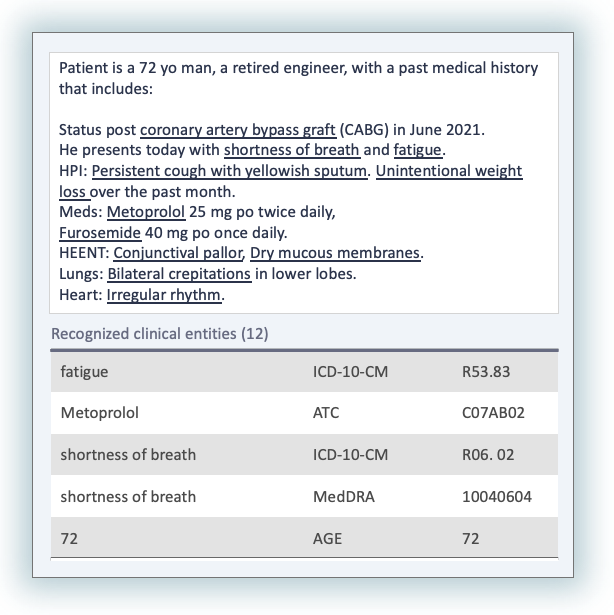 Patient is a 72 yo man, a retired engineer, with a past medical history
that includes:
Status post coronary artery bypass graft (CABG) in June 2021.
He presents today with shortness of breath and fatigue.
HPI: Persistent cough with yellowish sputum. Unintentional weight
loss over the past month.
Meds: Metoprolol 25 mg po twice daily,
Furosemide 40 mg po once daily.
HEENT: Conjunctival pallor, Dry mucous membranes.
Lungs: Bilateral crepitations in lower lobes.
Heart: Irregular rhythm.
Recognized clinical entities (12)
fatigue ICD-10-CM R53.83
Metoprolol ATC C07AB02
shortness of breath ICD-10-CM R06. 02
shortness of breath MedDRA 10040604
72 AGE 72